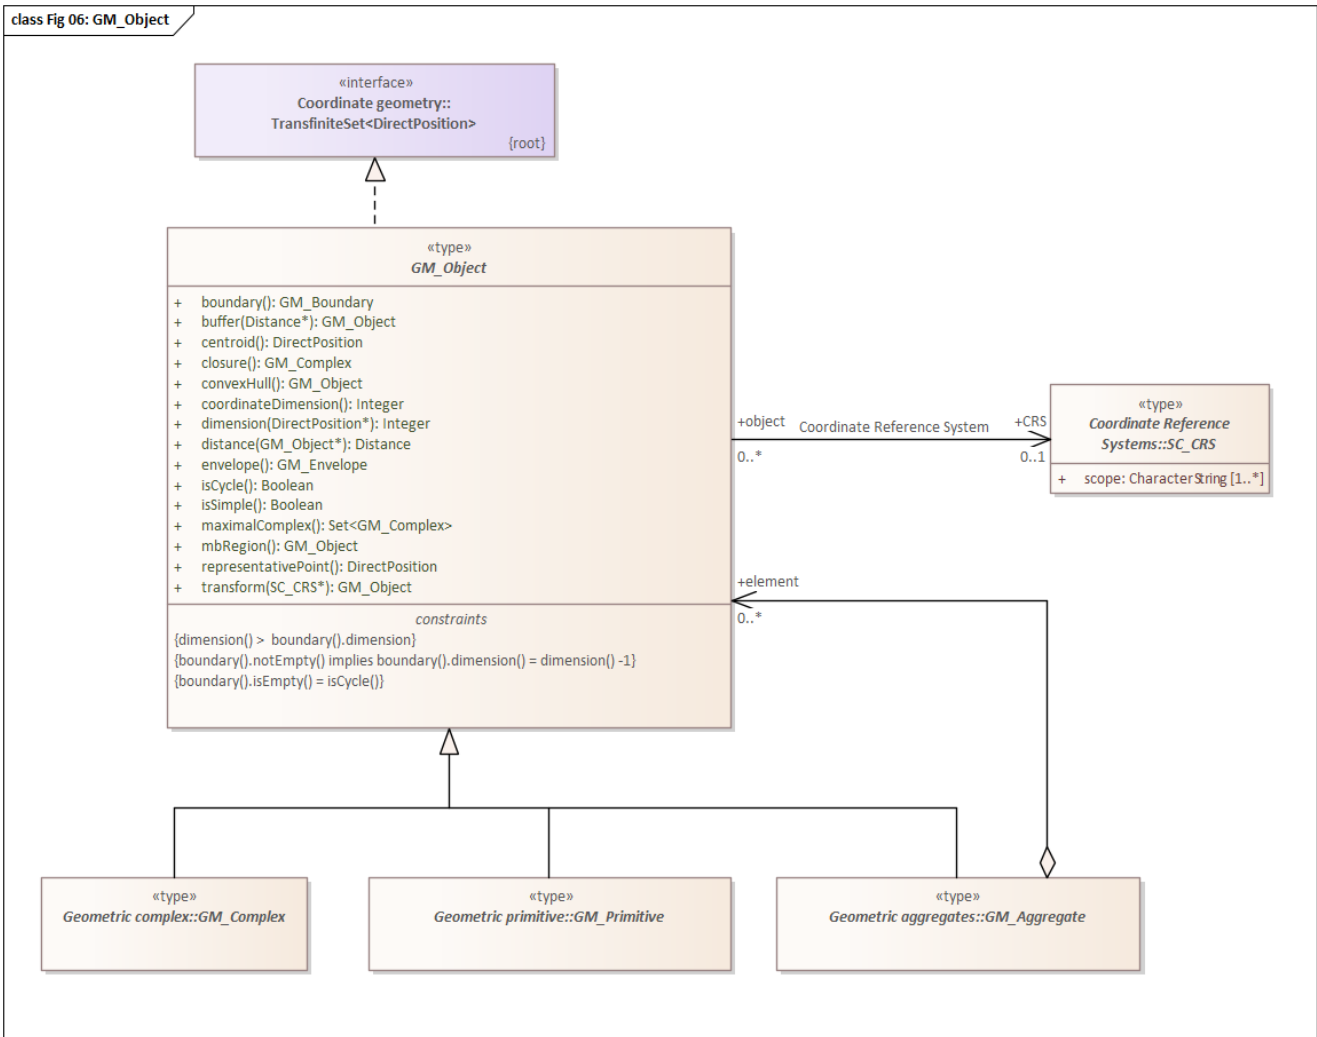 class Fig 06: GM_Object
«interface»
Coordinate geometry::
TransfiniteSet<DirectPosition>
{root}
«type»
GM_Object
+ boundary(): GM_Boundary
+ buffer(Distance*): GM_Object
+ centroid(): DirectPosition
+ closure(): GM_Complex
+ convexHull(): GM_Object
+ coordinateDimension(): Integer
+ dimension(DirectPosition*): Integer
+ distance(GM_Object*): Distance
+ envelope(): GM_Envelope
+ isCycle(): Boolean
+ isSimple(): Boolean
+ maximalComplex(): Set<GM_Complex>
+ mbRegion(): GM_Object
+ representativePoint(): DirectPosition
+ transform(SC_CRS*): GM_Object
constraints
{dimension() > boundary().dimension}
{boundary().notEmpty() implies boundary().dimension() = dimension() -1}
{boundary().isEmpty() = isCycle()}
+object
Coordinate Reference System
+CRS
0..*
0..1
«type»
Coordinate Reference
Systems::SC_CRS
+ scope: CharacterString [1..*]
+element
0..*
«type»
Geometric complex::GM_Complex
«type»
Geometric primitive::GM_Primitive
«type»
Geometric aggregates::GM_Aggregate